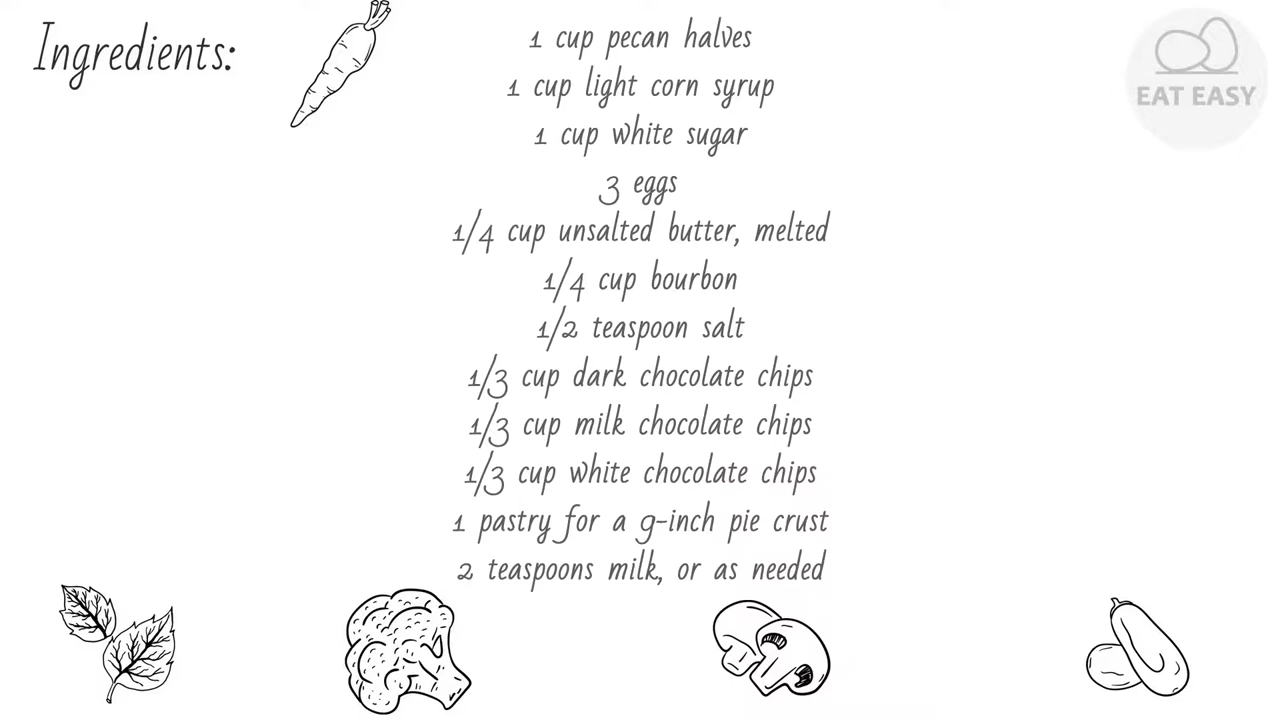 Ingredients:
1 cup pecan halves
1 cup light corn syrup
1 cup white sugar
3 eggs
1/4 cup unsalted butter, melted
1/4 cup bourbon
1/2 teaspoon salt
1/3 cup dark chocolate chips
1/3 cup milk chocolate chips
1/3 cup white chocolate chips
1 pastry for a 9-inch pie crust
2 teaspoons milk, or as needed
EAT EASY